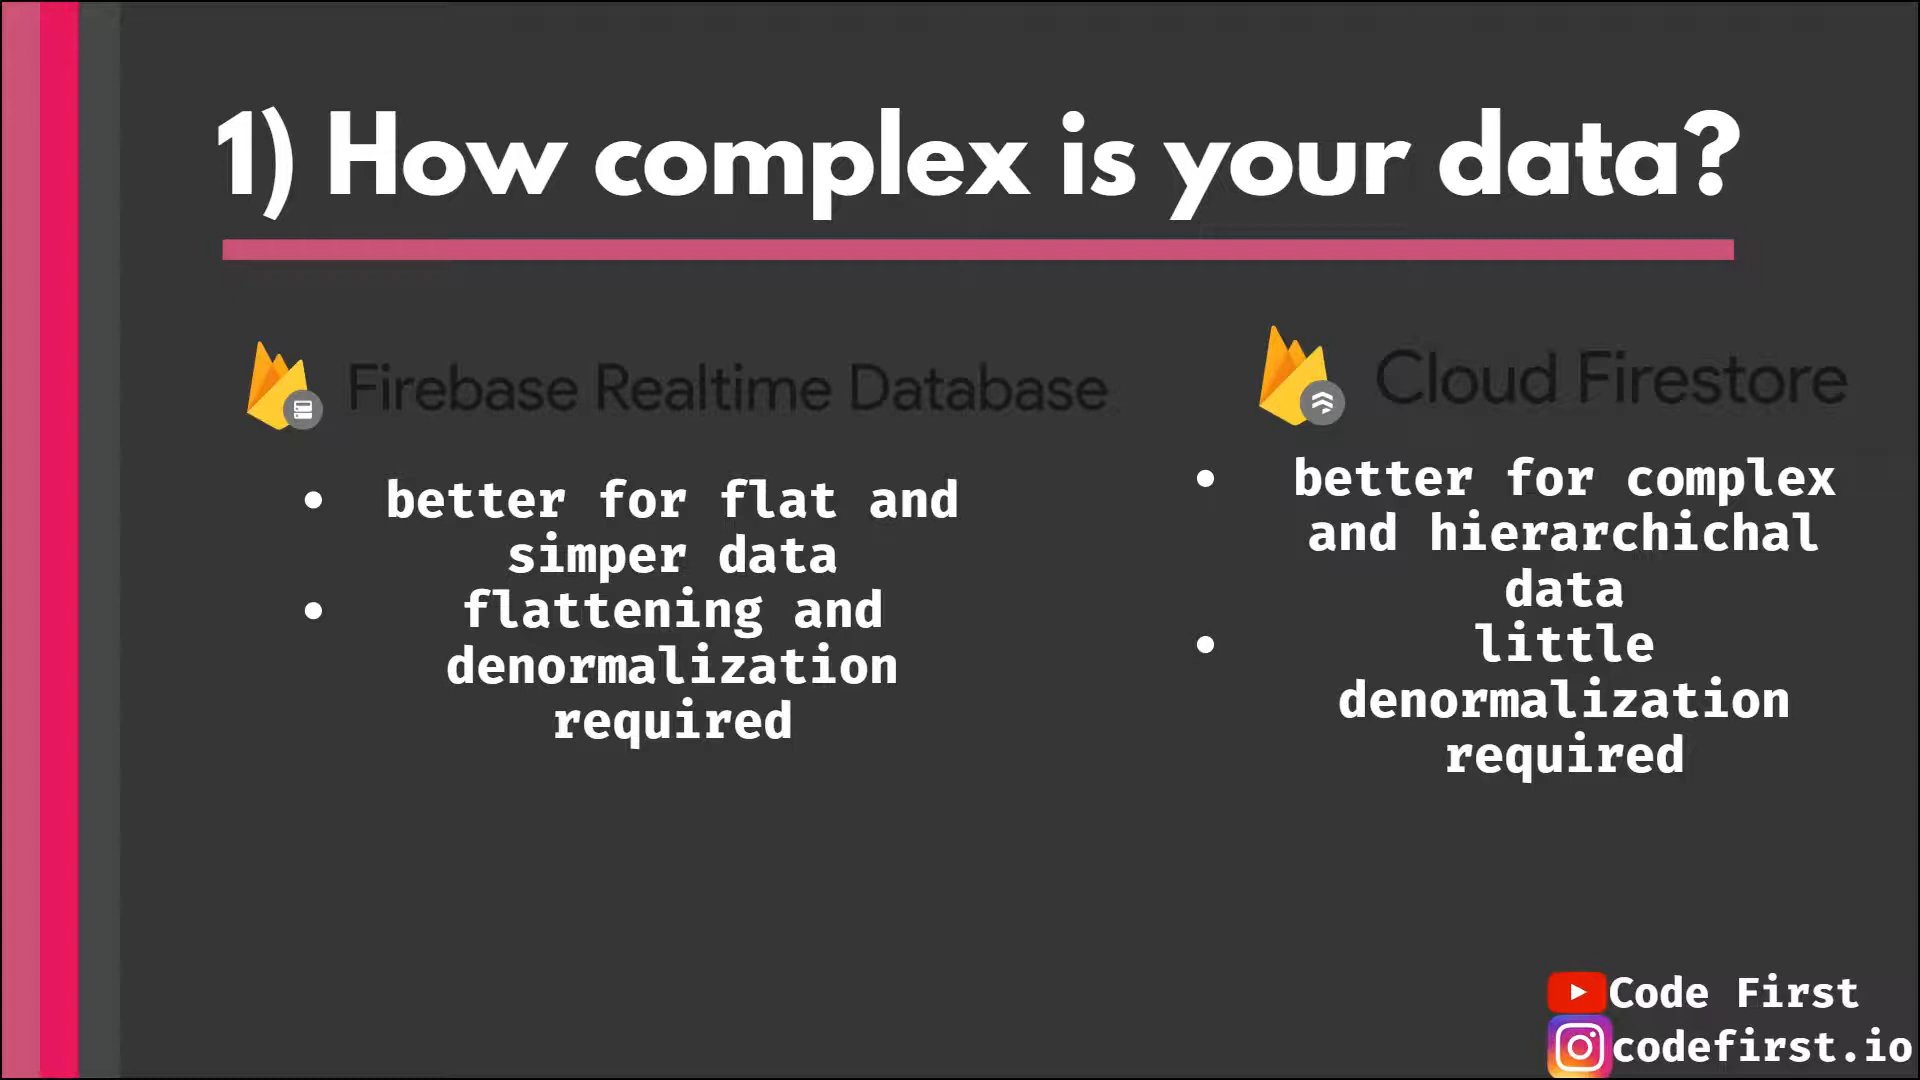 1) How complex is your data?
Firebase Realtime Database
• better for flat and
simper data
• flattening and
denormalization
required
Cloud Firestore
• better for complex
and hierarchichal
data
• little
denormalization
required
Code First
codefirst.io